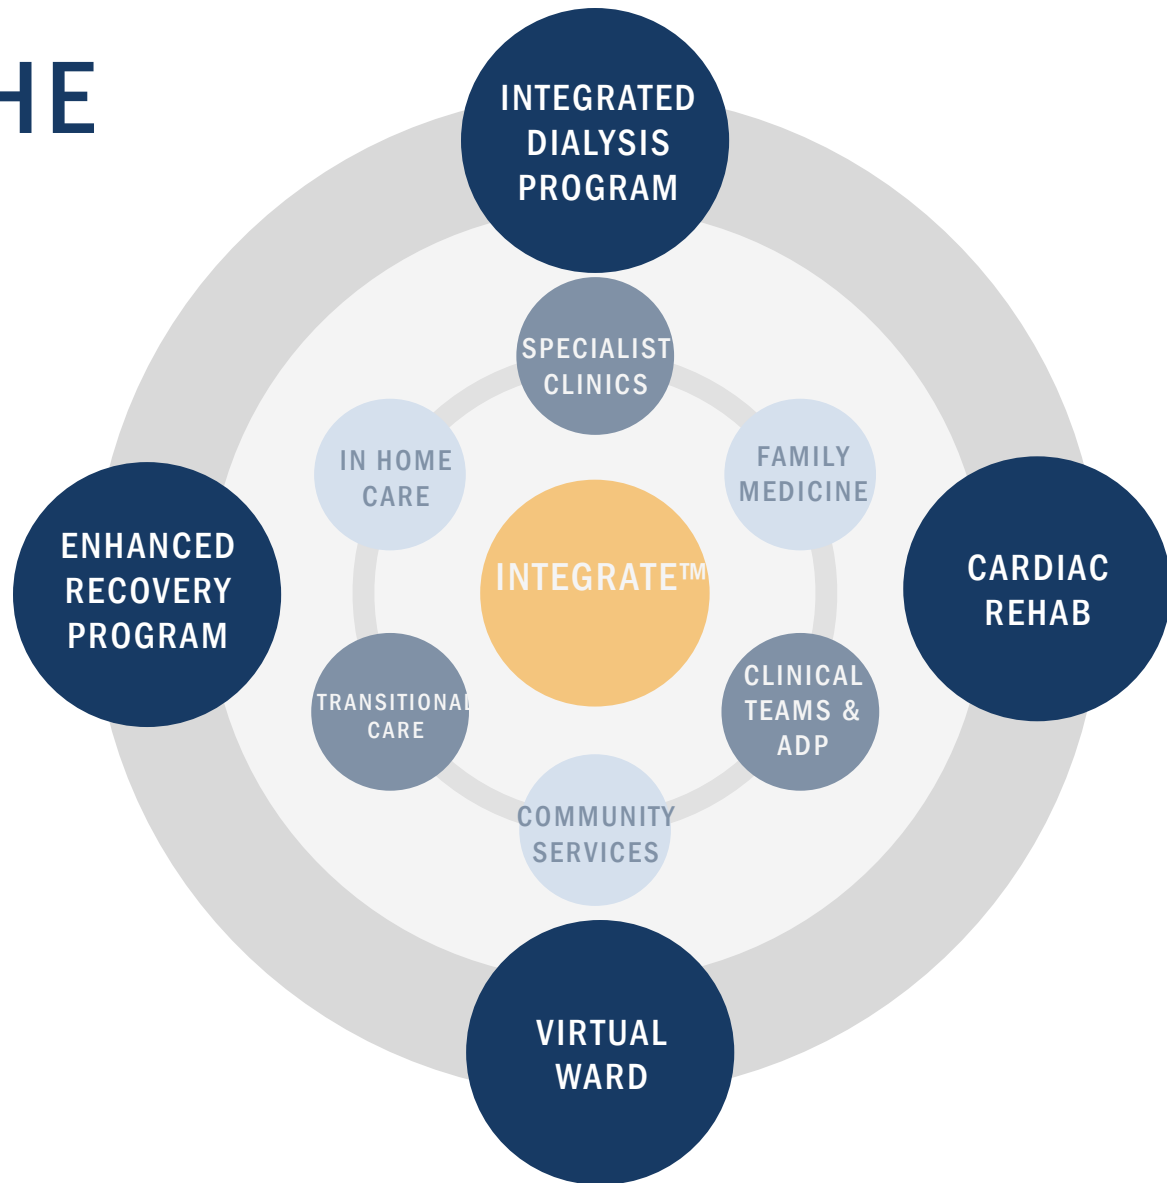 HE
INTEGRATED
DIALYSIS
PROGRAM
SPECIALIST
CLINICS
IN HOME
CARE
FAMILY
MEDICINE
ENHANCED
RECOVERY
PROGRAM
INTEGRATE™
CARDIAC
REHAB
TRANSITIONAL
CARE
CLINICAL
TEAMS &
ADP
COMMUNITY
SERVICES
VIRTUAL
WARD